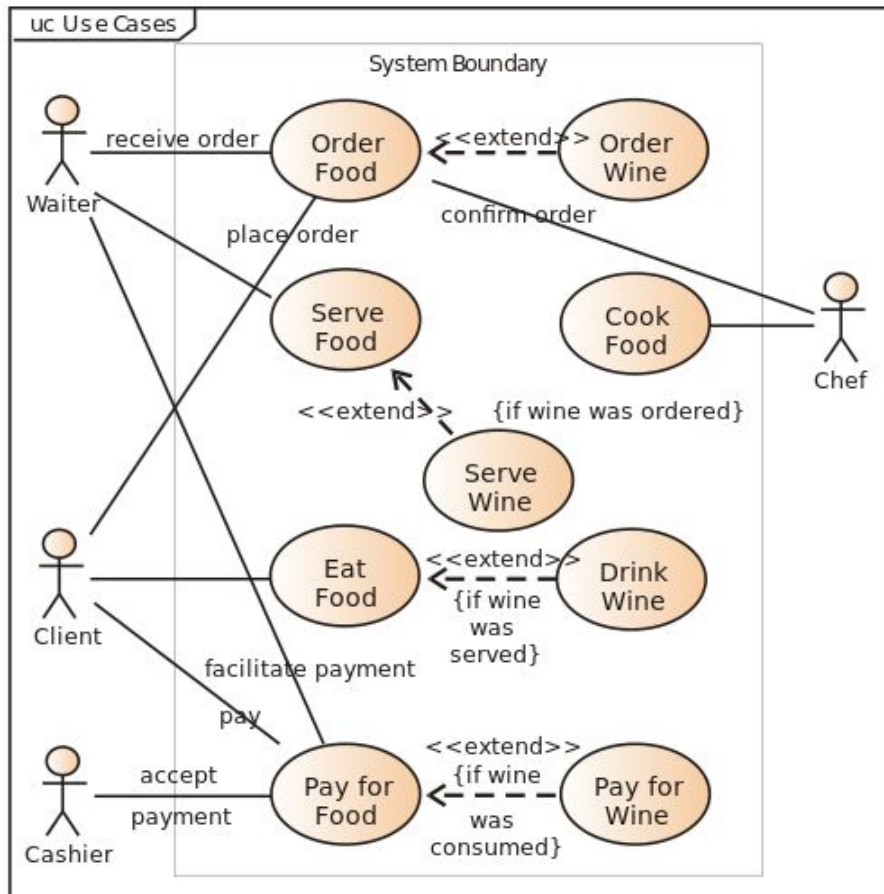 uc Use Cases
System Boundary
receive order
Order
Food
<<extend>>
Order
Wine
Waiter
place order
confirm order
Serve
Food
Cook
Food
Chef
<<extend>>
{if wine was ordered}
Serve
Wine
Eat
Food
<<extend>>
{if wine
was
served}
Drink
Wine
Client
facilitate payment
pay
accept
payment
Pay for
Food
<<extend>>
{if wine
was
consumed}
Pay for
Wine
Cashier